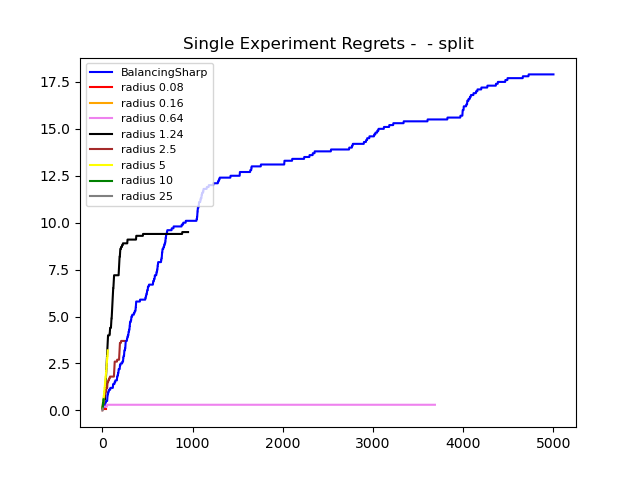 Single Experiment Regrets -  - split
BalancingSharp
radius 0.08
radius 0.16
radius 0.64
radius 1.24
radius 2.5
radius 5
radius 10
radius 25
17.5
15.0
12.5
10.0
7.5
5.0
2.5
0.0
0 1000 2000 3000 4000 5000